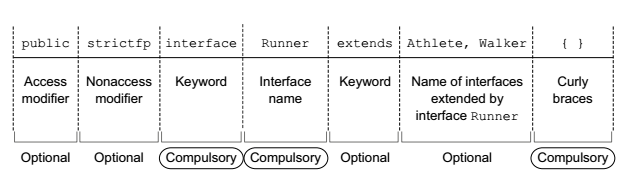 public strictfp interface Runner extends Athlete, Walker { }
Access modifier Nonaccess modifier Keyword Interface name Keyword Name of interfaces extended by interface Runner Curly braces
Optional Optional Compulsory Compulsory Optional Optional Compulsory